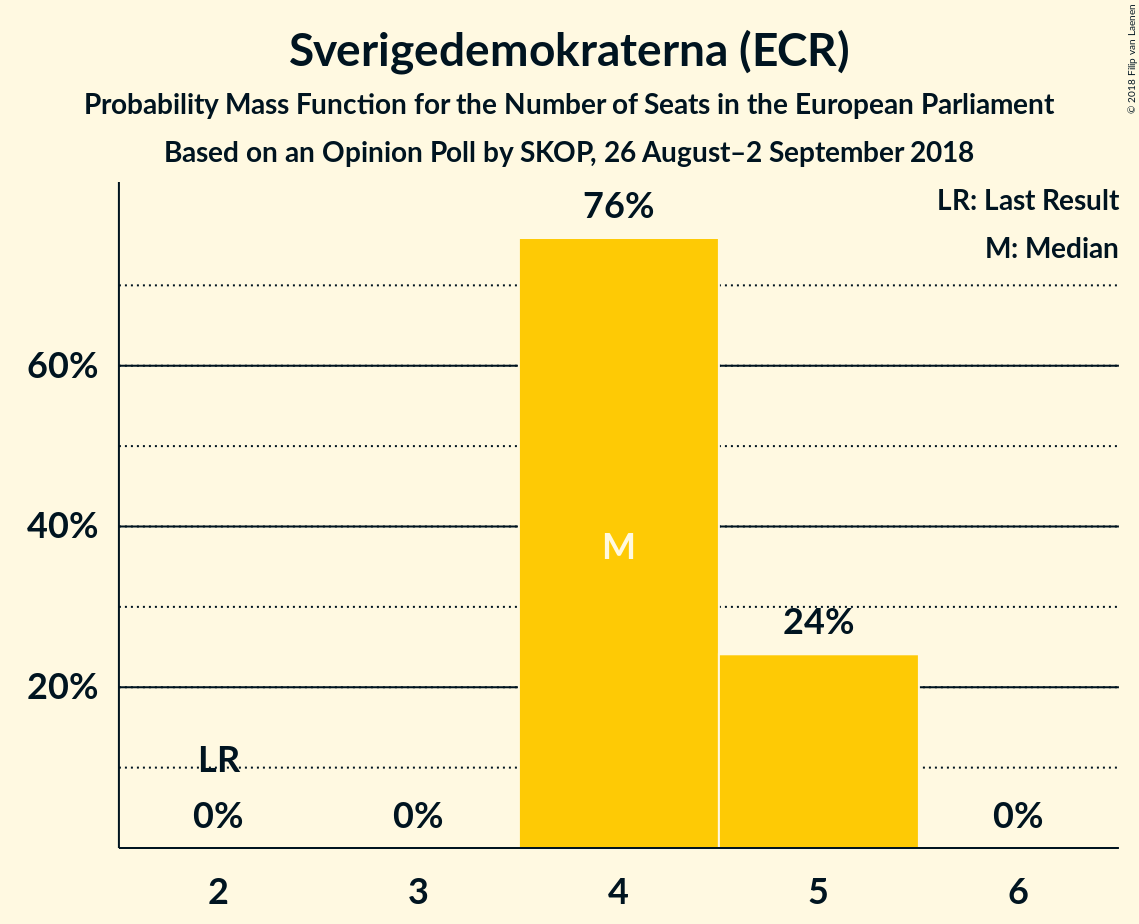 Sverigedemokraterna (ECR)
Probability Mass Function for the Number of Seats in the European Parliament
Based on an Opinion Poll by SKOP, 26 August–2 September 2018
© 2018 Filip van Laenen
LR: Last Result
M: Median
76%
60%
40%
M
24%
20%
LR
0%
0%
0%
2
3
4
5
6